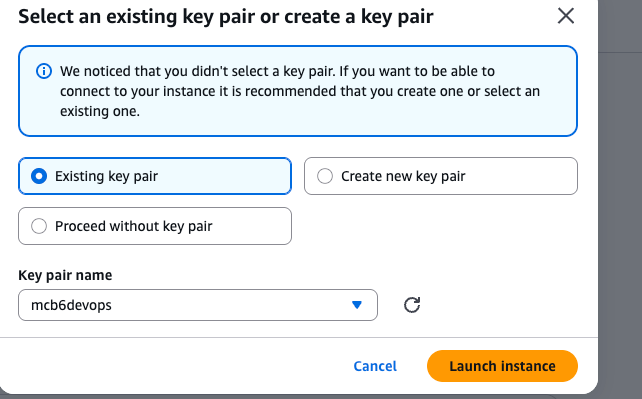 Select an existing key pair or create a key pair
We noticed that you didn't select a key pair. If you want to be able to
connect to your instance it is recommended that you create one or select an
existing one.
Existing key pair
Create new key pair
Proceed without key pair
Key pair name
mcb6devops
Cancel
Launch instance